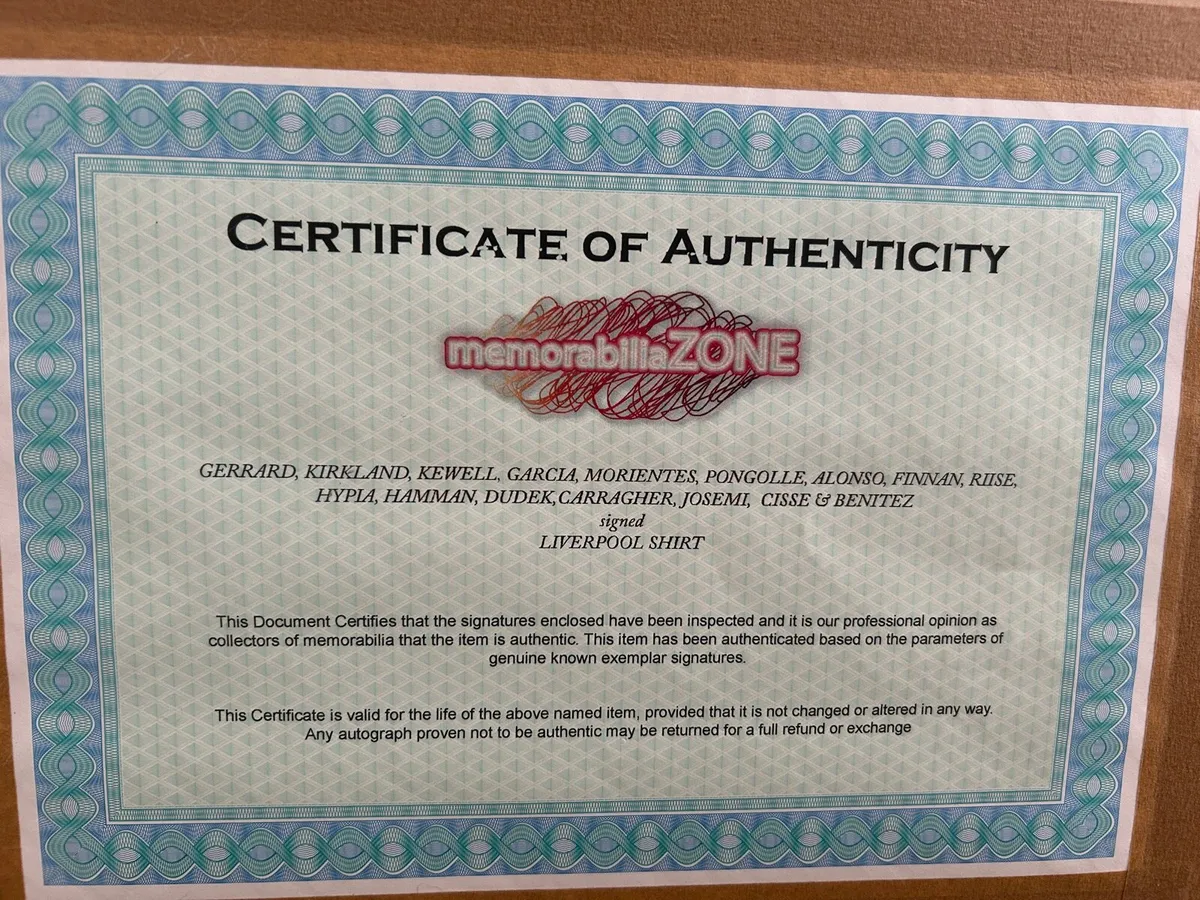 CERTIFICATE OF AUTHENTICITY
memorabiliaZONE
GERRARD, KIRKLAND, KEWELL, GARCIA, MORIENTES, PONGOLLE, ALONSO, FINNAN, RIISE,
HYPIA, HAMMAN, DUDEK,CARRAGHER, JOSEMI, CISSE & BENITEZ
signed
LIVERPOOL SHIRT
This Document Certifies that the signatures enclosed have been inspected and it is our professional opinion as
collectors of memorabilia that the item is authentic. This item has been authenticated based on the parameters of
genuine known exemplar signatures.
This Certificate is valid for the life of the above named item, provided that it is not changed or altered in any way.
Any autograph proven not to be authentic may be returned for a full refund or exchange